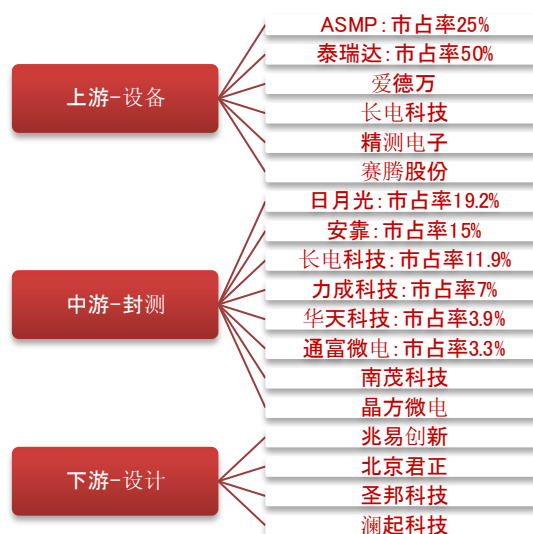 上游-设备
ASMP:市占率25%
泰瑞达:市占率50%
爱德万
长电科技
精测电子
赛腾股份
中游-封测
日月光:市占率19.2%
安靠:市占率15%
长电科技:市占率11.9%
力成科技:市占率7%
华天科技:市占率3.9%
通富微电:市占率3.3%
南茂科技
晶方微电
下游-设计
兆易创新
北京君正
圣邦科技
澜起科技